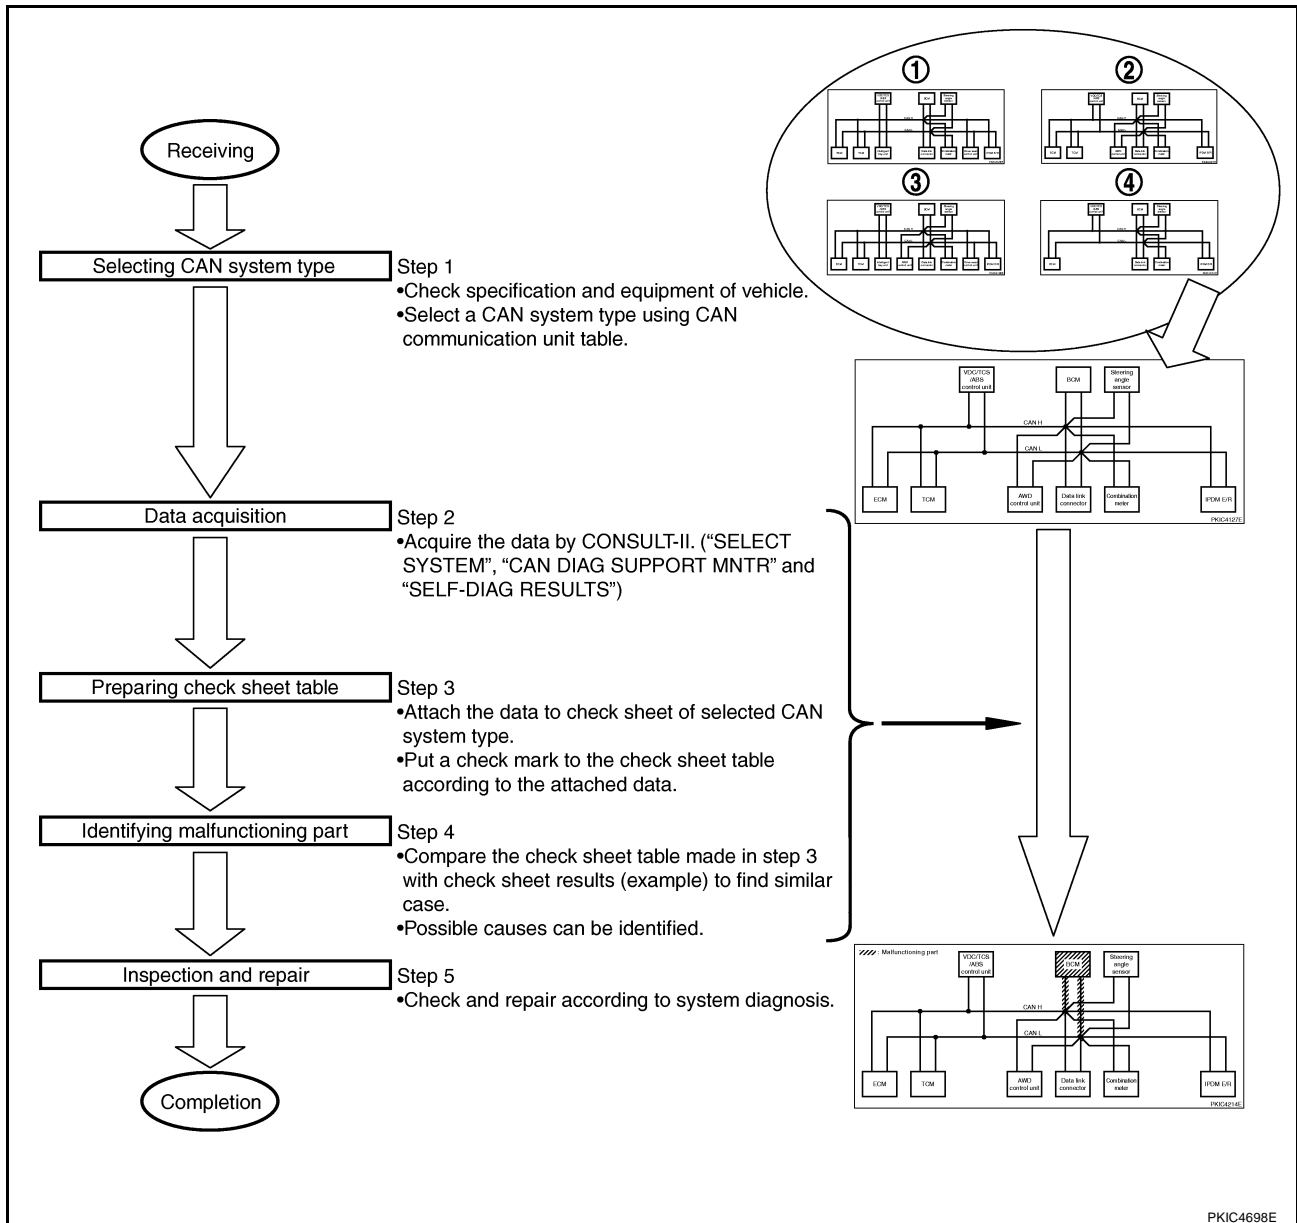 Receiving
Selecting CAN system type
Step 1
•Check specification and equipment of vehicle.
•Select a CAN system type using CAN
communication unit table.
Data acquisition
Step 2
•Acquire the data by CONSULT-II. (“SELECT
SYSTEM”, “CAN DIAG SUPPORT MNTR” and
“SELF-DIAG RESULTS”)
Preparing check sheet table
Step 3
•Attach the data to check sheet of selected CAN
system type.
•Put a check mark to the check sheet table
according to the attached data.
Identifying malfunctioning part
Step 4
•Compare the check sheet table made in step 3
with check sheet results (example) to find similar
case.
•Possible causes can be identified.
Inspection and repair
Step 5
•Check and repair according to system diagnosis.
Completion
①
②
③
④
VDC/TCS
/ABS
control unit
BCM
Steering
angle
sensor
CAN H
CAN L
ECM
TCM
AWD
control unit
Data link
connector
Combination
meter
IPDM E/R
PKIC4127E
: Malfunctioning part
VDC/TCS
/ABS
control unit
BCM
Steering
angle
sensor
CAN H
CAN L
ECM
TCM
AWD
control unit
Data link
connector
Combination
meter
IPDM E/R
PKIC4214E
PKIC4698E